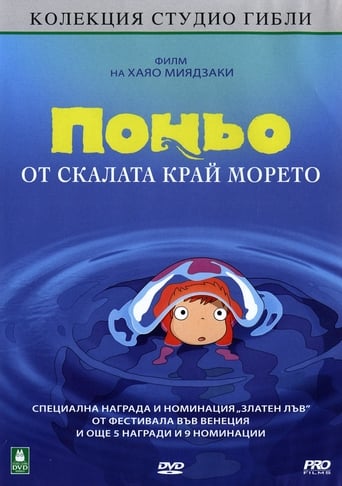 КОЛЕКЦИЯ СТУДИО ГИБЛИ
ФИЛМ
НА ХАЯО МИЯДЗАКИ
ПОНЬО
ОТ СКАЛАТА КРАЙ МОРЕТО
СПЕЦИАЛНА НАГРАДА И НОМИНАЦИЯ „ЗЛАТЕН ЛЪВ"
ОТ ФЕСТИВАЛА ВЪВ ВЕНЕЦИЯ
И ОЩЕ 5 НАГРАДИ И 9 НОМИНАЦИИ
DVD
DVD
PRO
FILMS